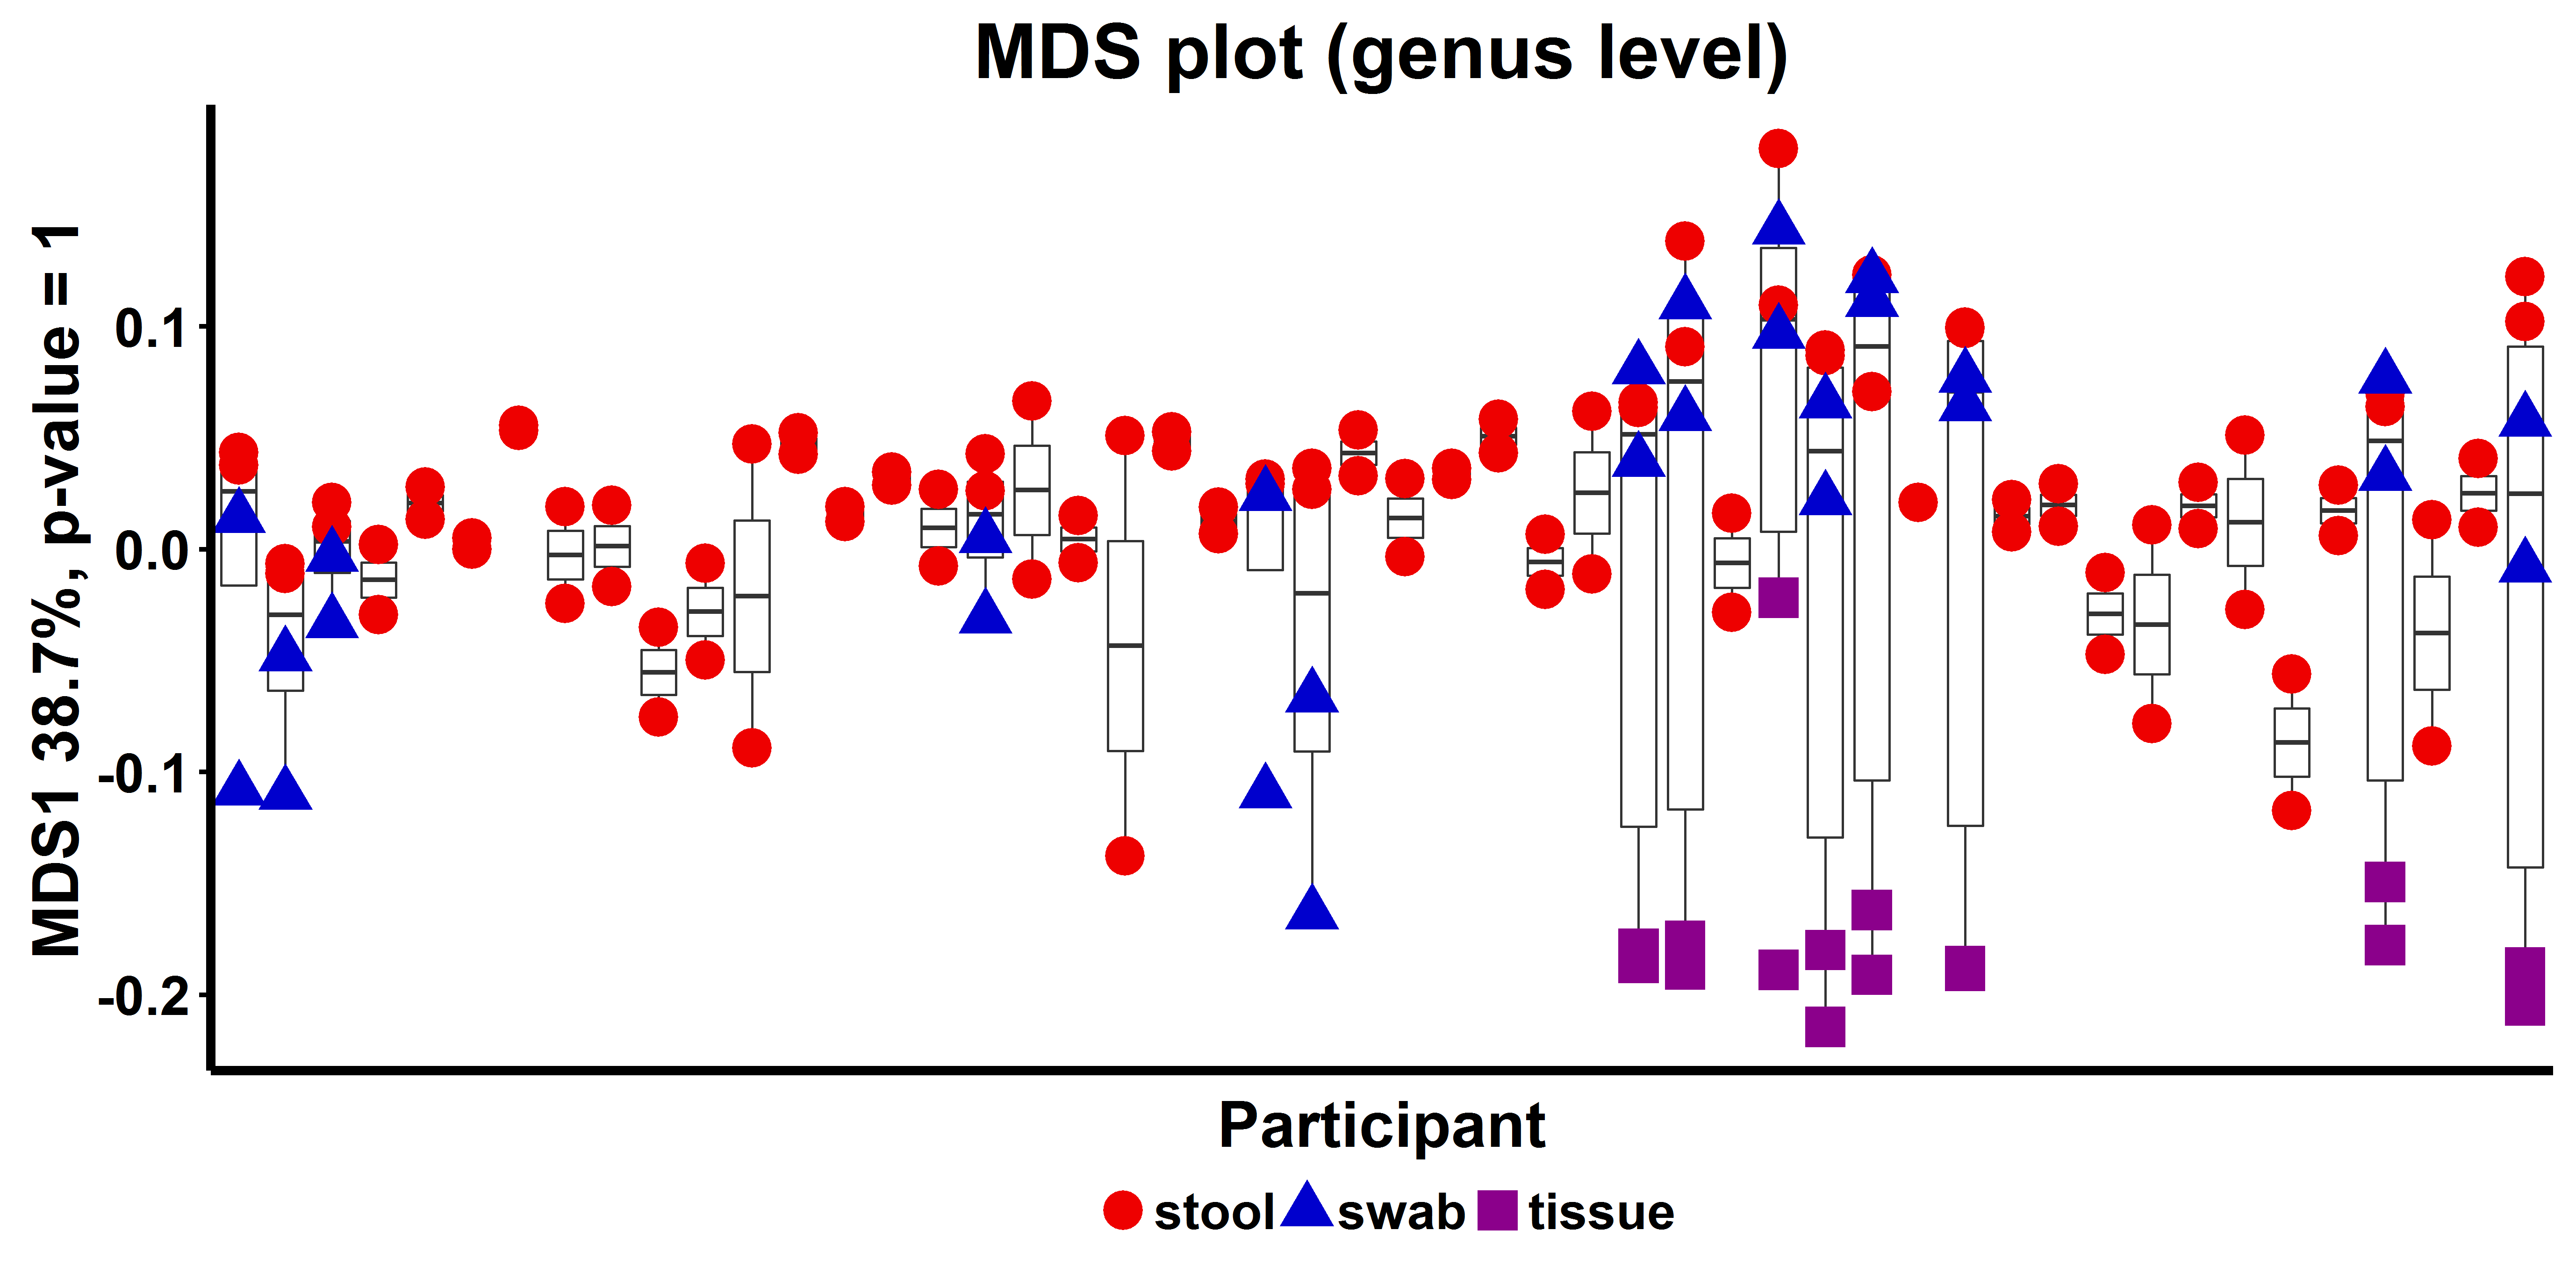 MDS plot (genus level)
MDS1 38.7%, p-value = 1
0.1
0.0
-0.1
-0.2
Participant
stool swab tissue